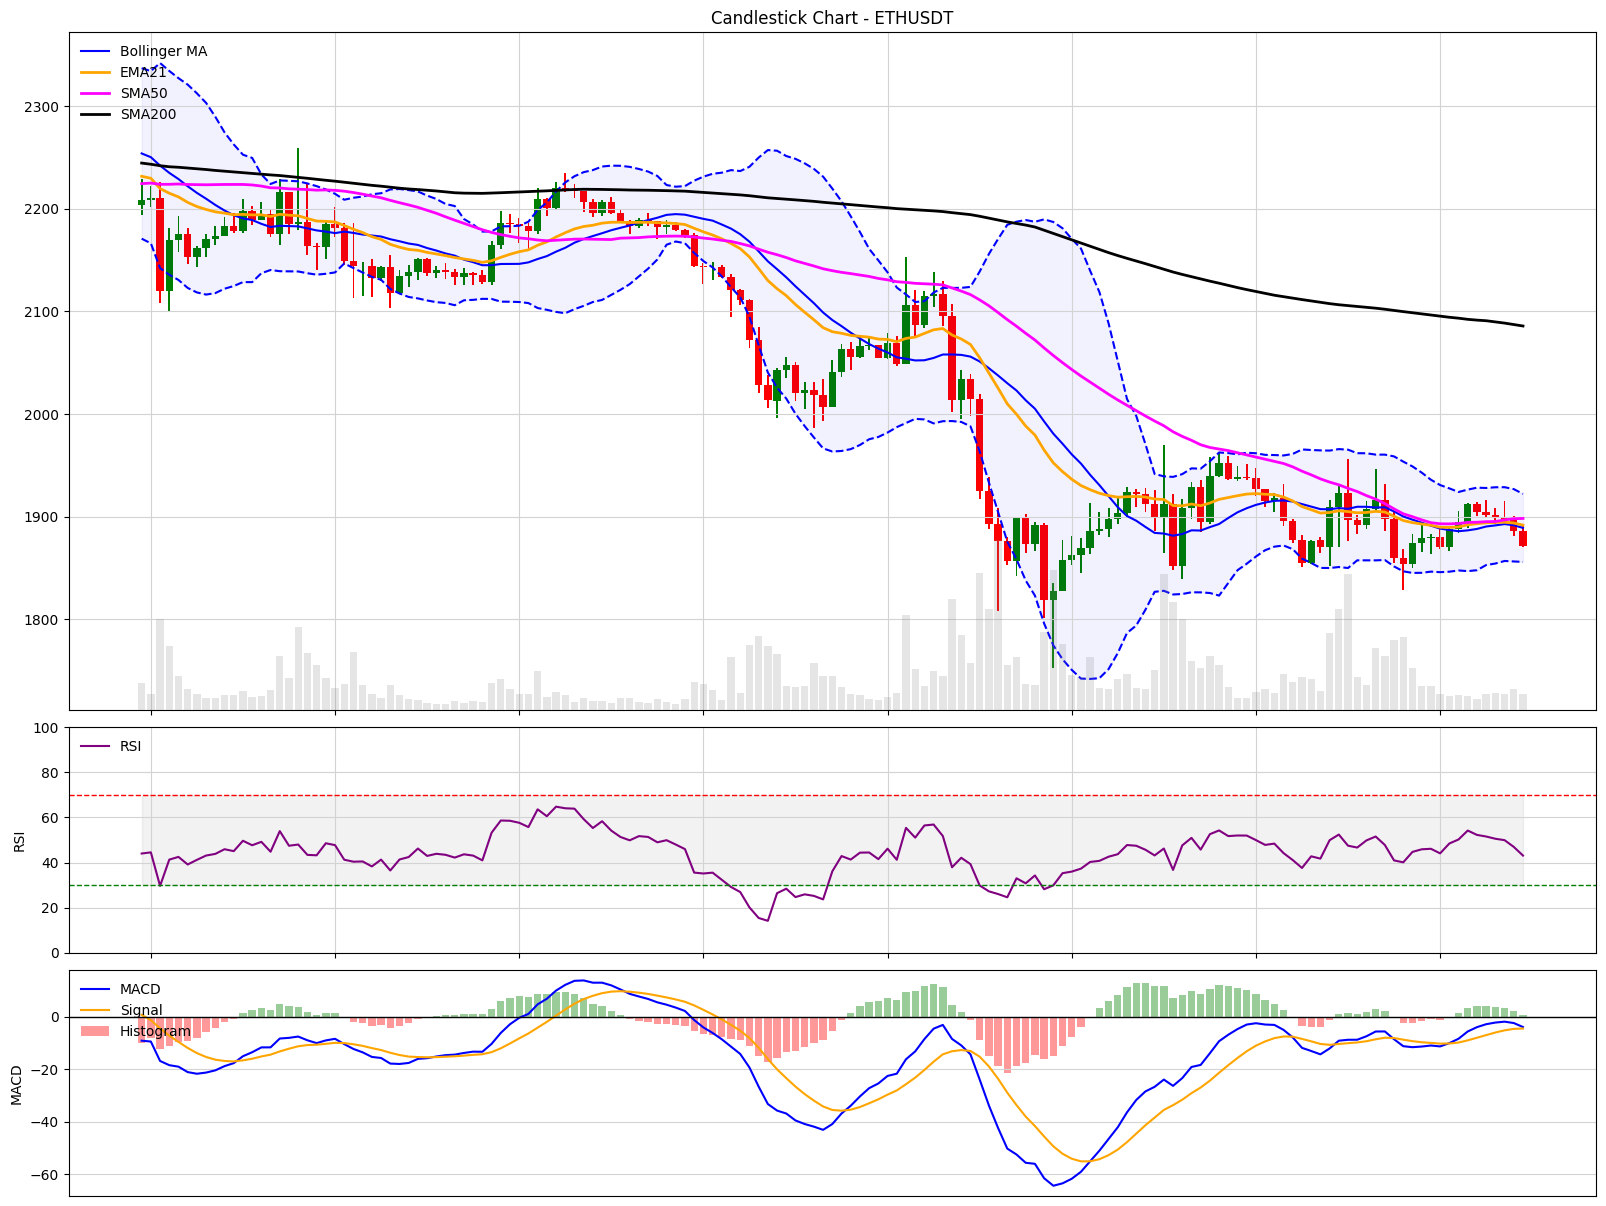 Candlestick Chart - ETHUSDT
Bollinger MA
EMA21
SMA50
SMA200
2300
2200
2100
2000
1900
1800
RSI
100
80
60
40
20
0
RSI
MACD
Signal
Histogram
0
−20
−40
−60
MACD